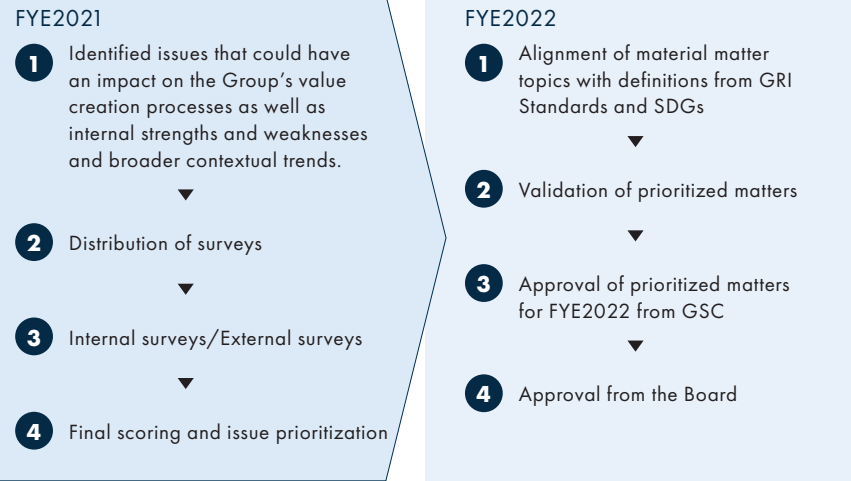 FYE2021
1 Identified issues that could have
an impact on the Group's value
creation processes as well as
internal strengths and weaknesses
and broader contextual trends.
2 Distribution of surveys
3 Internal surveys/External surveys
4 Final scoring and issue prioritization
FYE2022
1 Alignment of material matter
topics with definitions from GRI
Standards and SDGs
2 Validation of prioritized matters
3 Approval of prioritized matters
for FYE2022 from GSC
4 Approval from the Board